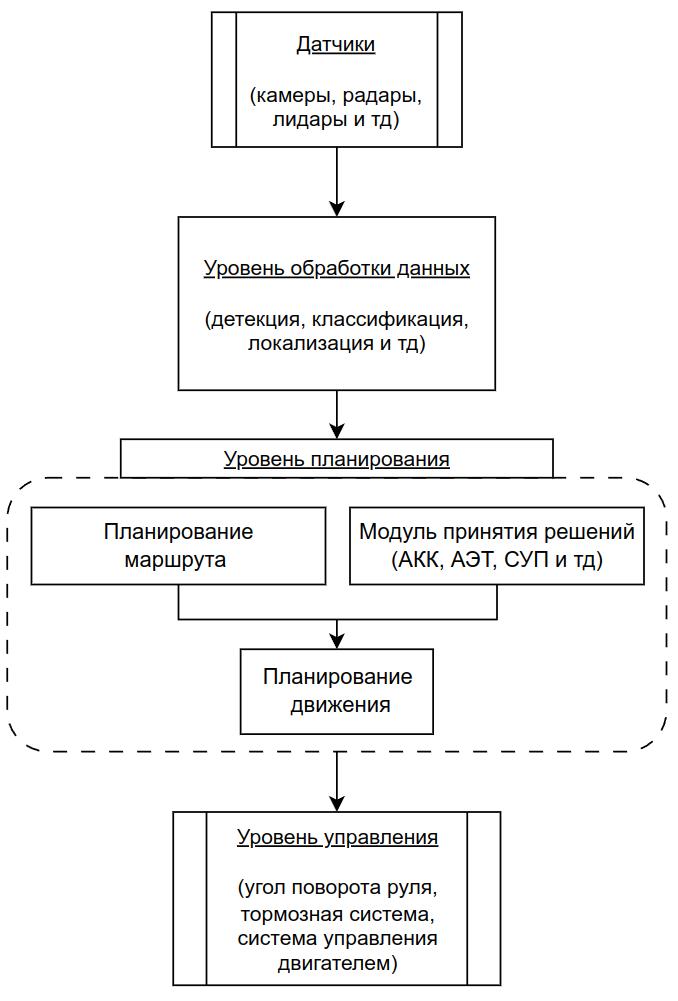 Датчики
(камеры, радары,
лидары и тд)
Уровень обработки данных
(детекция, классификация,
локализация и тд)
Уровень планирования
Планирование
маршрута
Модуль принятия решений
(АКК, АЭТ, СУП и тд)
Планирование
движения
Уровень управления
(угол поворота руля,
тормозная система,
система управления
двигателем)